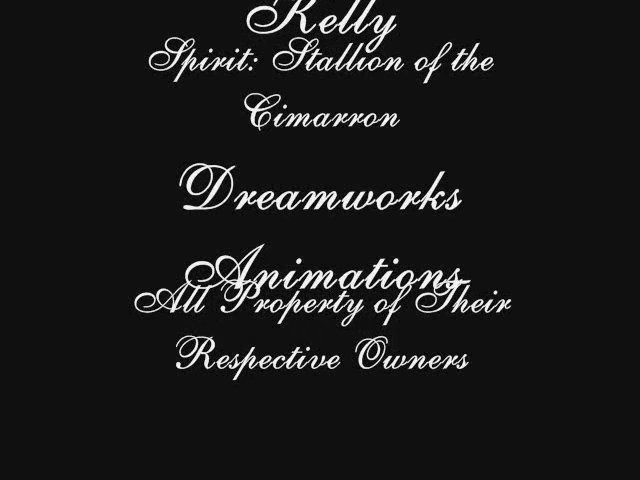 Kelly
Spirit: Stallion of the
Cimarron
Dreamworks
Animations
All Property of Their
Respective Owners